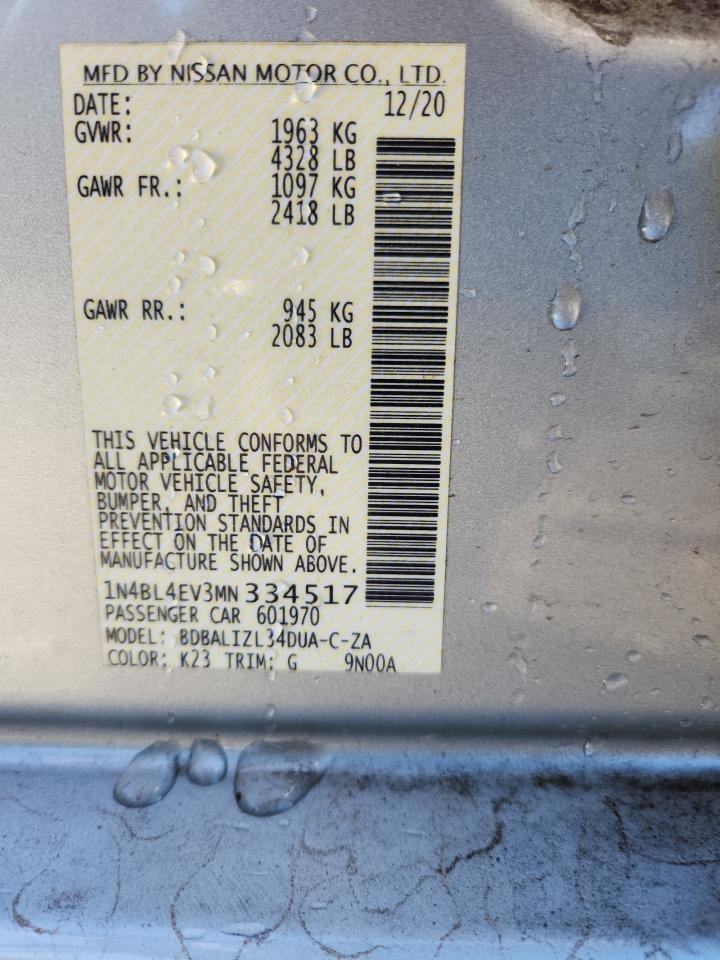 MFD BY NISSAN MOTOR CO., LTD.
DATE: 12/20
GVWR: 1963 KG
4328 LB
GAWR FR.: 1097 KG
2418 LB
GAWR RR.: 945 KG
2083 LB
THIS VEHICLE CONFORMS TO
ALL APPLICABLE FEDERAL
MOTOR VEHICLE SAFETY,
BUMPER, AND THEFT
PREVENTION STANDARDS IN
EFFECT ON THE DATE OF
MANUFACTURE SHOWN ABOVE.
1N4BL4EV3MN334517
PASSENGER CAR 601970
MODEL: BDBALIZL34DUA-C-ZA
COLOR: K23 TRIM: G 9N00A